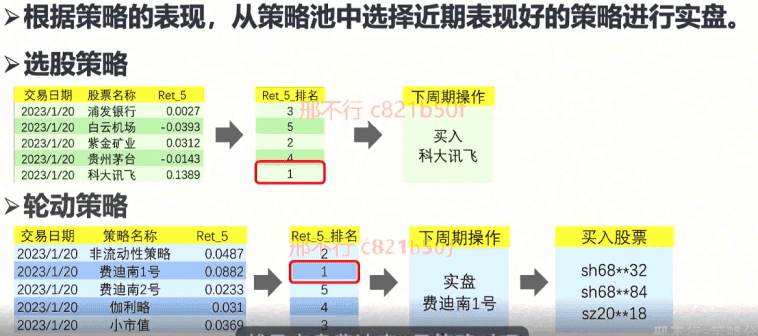 ➢根据策略的表现，从策略池中选择近期表现好的策略进行实盘。
➢选股策略
交易日期 股票名称 Ret_5
2023/1/20 浦发银行 0.0027
2023/1/20 白云机场 -0.0393
2023/1/20 紫金矿业 0.0312
2023/1/20 贵州茅台 -0.0143
2023/1/20 科大讯飞 0.1389
Ret_5_排名
3
5
2
4
1
下周期操作
买入
科大讯飞
邢不行 c821b50f
➢轮动策略
交易日期 策略名称 Ret_5
2023/1/20 非流动性策略 0.0487
2023/1/20 费迪南1号 0.0882
2023/1/20 费迪南2号 0.0233
2023/1/20 伽利略 0.031
2023/1/20 小市值 0.0369
Ret_5_排名
2
1
5
4
3
下周期操作
实盘
费迪南1号
买入股票
sh68**32
sh68**84
sz20**18
邢不行 c821b50f